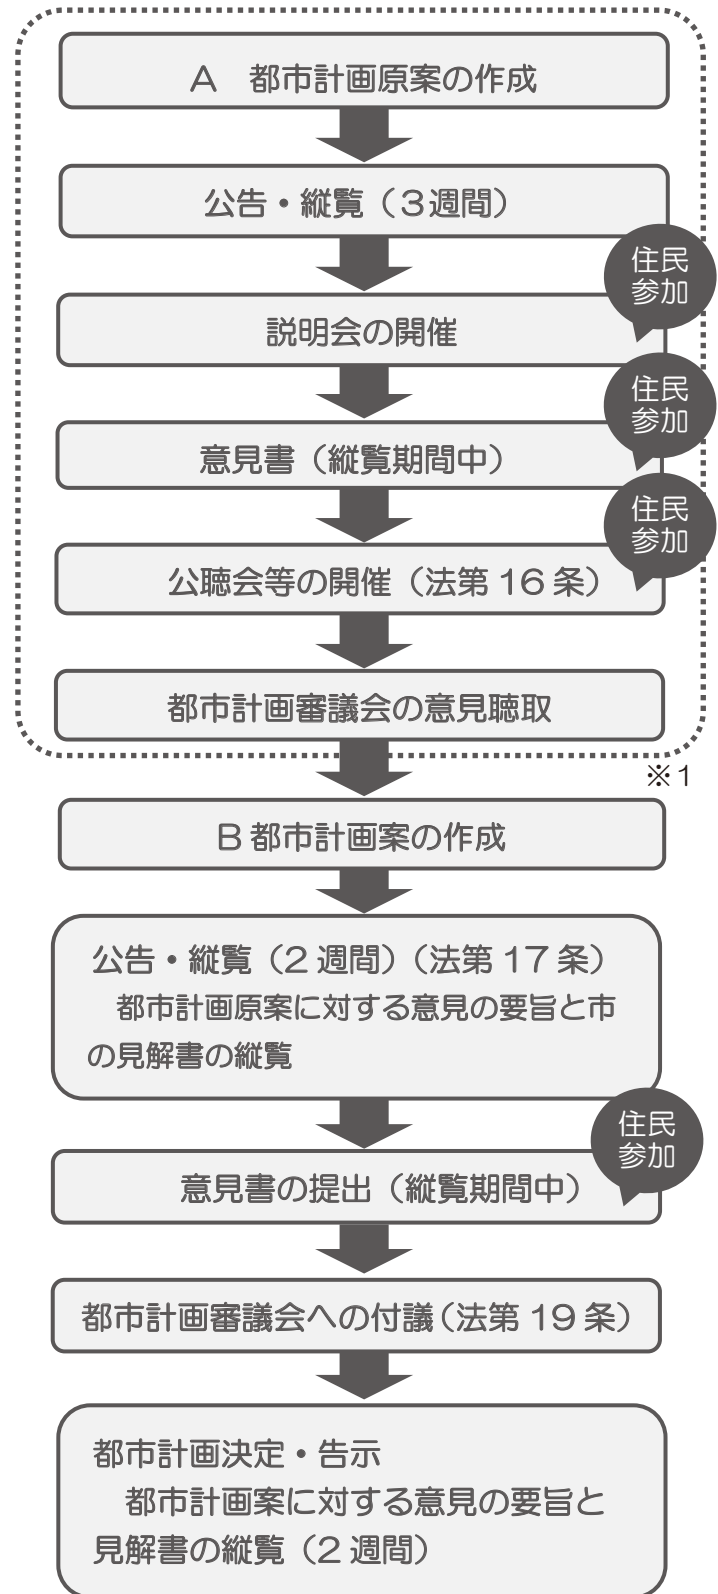 A　都市計画原案の作成
公告・縦覧（3週間）
住民
参加
説明会の開催
住民
参加
意見書（縦覧期間中）
住民
参加
公聴会等の開催（法第 16 条）
都市計画審議会の意見聴取
※1
B 都市計画案の作成
公告・縦覧（2 週間）（法第 17 条）
都市計画原案に対する意見の要旨と市
の見解書の縦覧
住民
参加
意見書の提出（縦覧期間中）
都市計画審議会への付議（法第 19 条）
都市計画決定・告示
都市計画案に対する意見の要旨と
見解書の縦覧（2 週間）